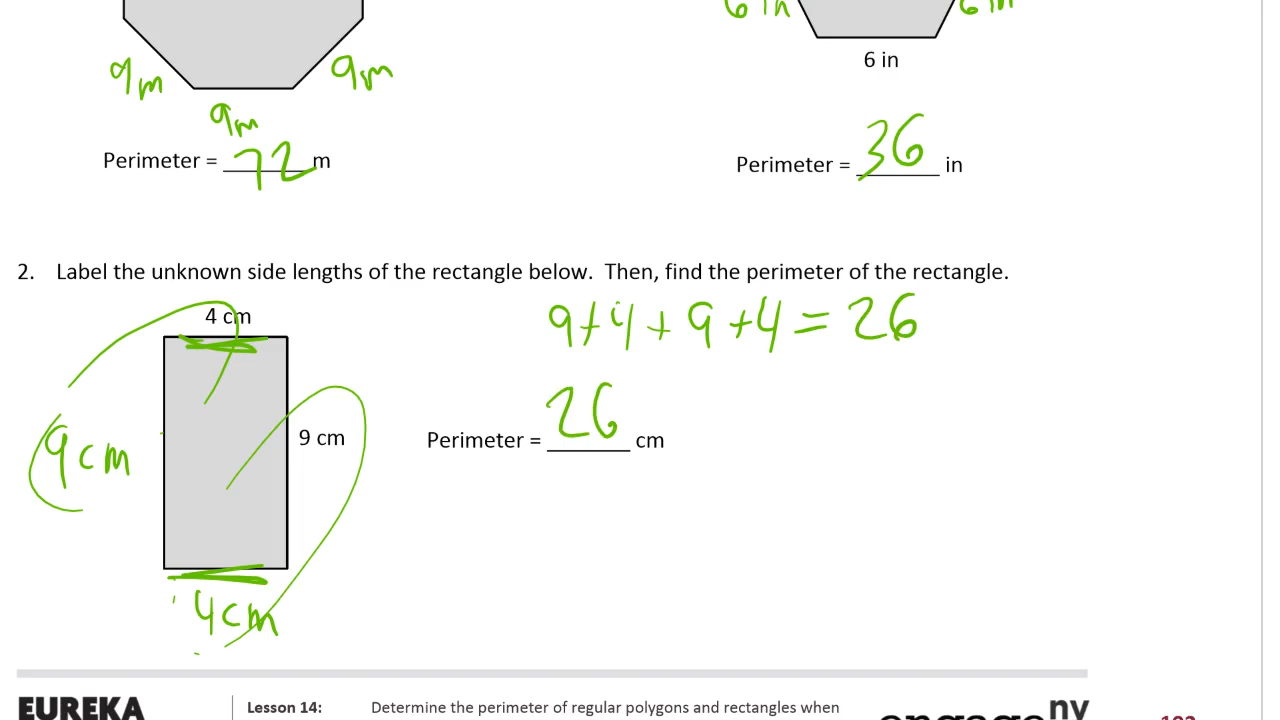 6 in 6 in
6 in
9m 9m
9m
Perimeter = 72 m
Perimeter = 36 in
2. Label the unknown side lengths of the rectangle below. Then, find the perimeter of the rectangle.
4 cm
9+4+9+4=26
9cm
9 cm
Perimeter = 26 cm
4cm
EUREKA
Lesson 14:
Determine the perimeter of regular polygons and rectangles when
engage ny